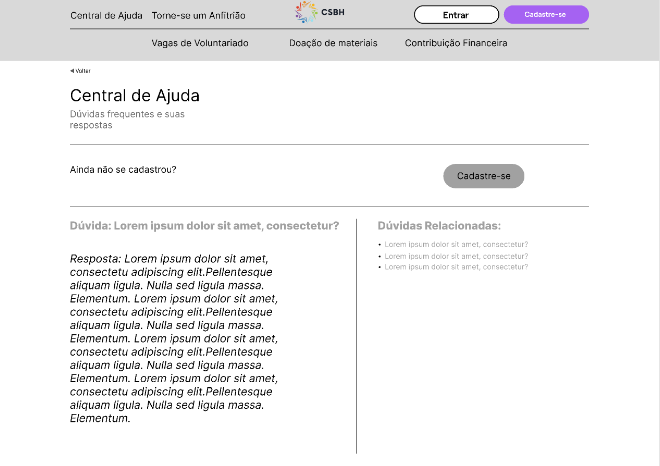 Central de Ajuda Torne-se um Anfitrião CSBH Entrar Cadastre-se
Vagas de Voluntariado Doação de materiais Contribuição Financeira
Volter
Central de Ajuda
Dúvidas frequentes e suas
respostas
Ainda não se cadastrou? Cadastre-se
Dúvida: Lorem ipsum dolor sit amet, consectetur?
Resposta: Lorem ipsum dolor sit amet,
consectetu adipiscing elit.Pellentesque
aliquam ligula. Nulla sed ligula massa.
Elementum. Lorem ipsum dolor sit amet,
consectetu adipiscing elit.Pellentesque
aliquam ligula. Nulla sed ligula massa.
Elementum. Lorem ipsum dolor sit amet,
consectetu adipiscing elit.Pellentesque
aliquam ligula. Nulla sed ligula massa.
Elementum. Lorem ipsum dolor sit amet,
consectetu adipiscing elit.Pellentesque
aliquam ligula. Nulla sed ligula massa.
Elementum.
Dúvidas Relacionadas:
• Lorem ipsum dolor sit amet, consectetur?
• Lorem ipsum dolor sit amet, consectetur?
• Lorem ipsum dolor sit amet, consectetur?